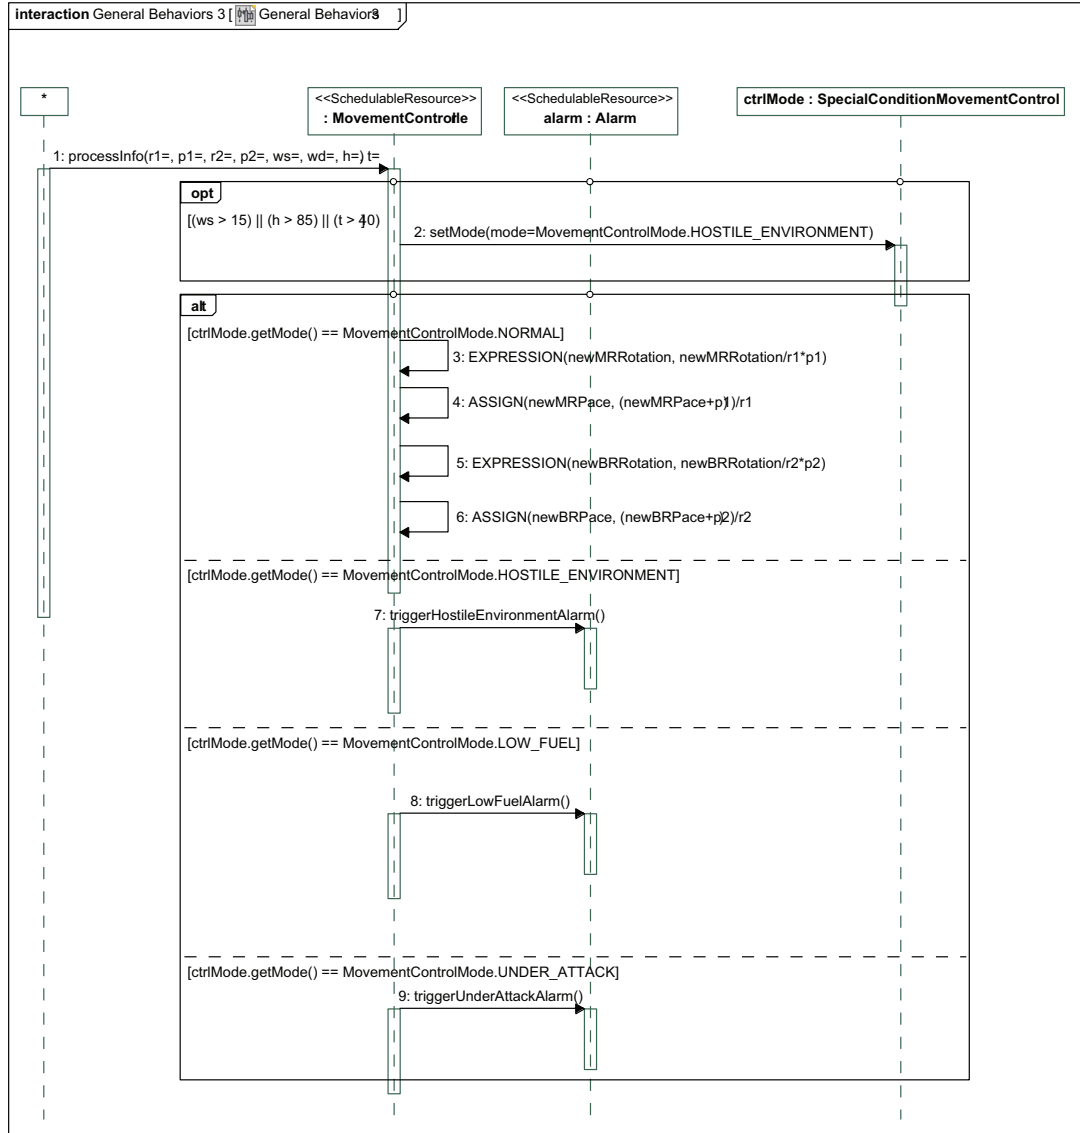 interaction General Behaviors 3 [ General Behaviors 3 ]
*
<<SchedulableResource>>
: MovementControlle
<<SchedulableResource>>
alarm : Alarm
ctrlMode : SpecialConditionMovementControl
1: processInfo(r1=, p1=, r2=, p2=, ws=, wd=, h=, t=)
opt
[(ws > 15) || (h > 85) || (t > 40)]
2: setMode(mode=MovementControlMode.HOSTILE_ENVIRONMENT)
alt
[ctrlMode.getMode() == MovementControlMode.NORMAL]
3: EXPRESSION(newMRRotation, newMRRotation/r1*p1)
4: ASSIGN(newMRPace, (newMRPace+p1)/r1)
5: EXPRESSION(newBRRotation, newBRRotation/r2*p2)
6: ASSIGN(newBRPace, (newBRPace+p2)/r2)
[ctrlMode.getMode() == MovementControlMode.HOSTILE_ENVIRONMENT]
7: triggerHostileEnvironmentAlarm()
[ctrlMode.getMode() == MovementControlMode.LOW_FUEL]
8: triggerLowFuelAlarm()
[ctrlMode.getMode() == MovementControlMode.UNDER_ATTACK]
9: triggerUnderAttackAlarm()